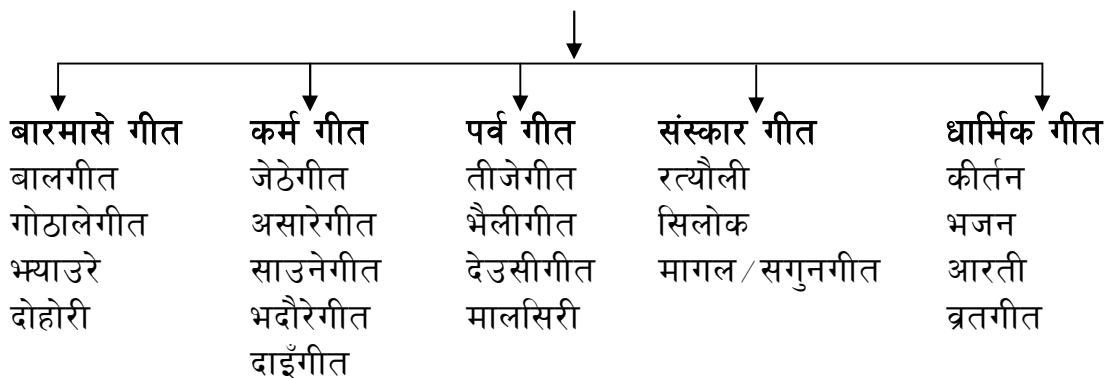 बारमासे गीत कर्म गीत पर्व गीत संस्कार गीत धार्मिक गीत
बालगीत जेठेगीत तीजेगीत रत्यौली कीर्तन
गोठालेगीत असारेगीत भैलीगीत सिलोक भजन
झ्याउरे साउनेगीत देउसीगीत मागल/सगुनगीत आरती
दोहोरी भदौरेगीत मालसिरी व्रतगीत
दाइँगीत